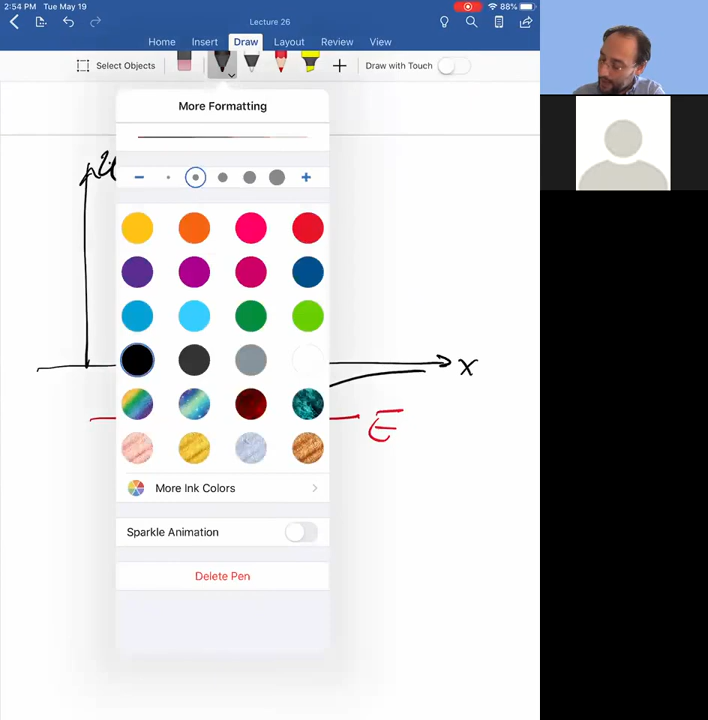 2:54 PM Tue May 19
88%
Lecture 26
Home Insert Draw Layout Review View
Select Objects
Draw with Touch
More Formatting
x
E
More Ink Colors
Sparkle Animation
Delete Pen